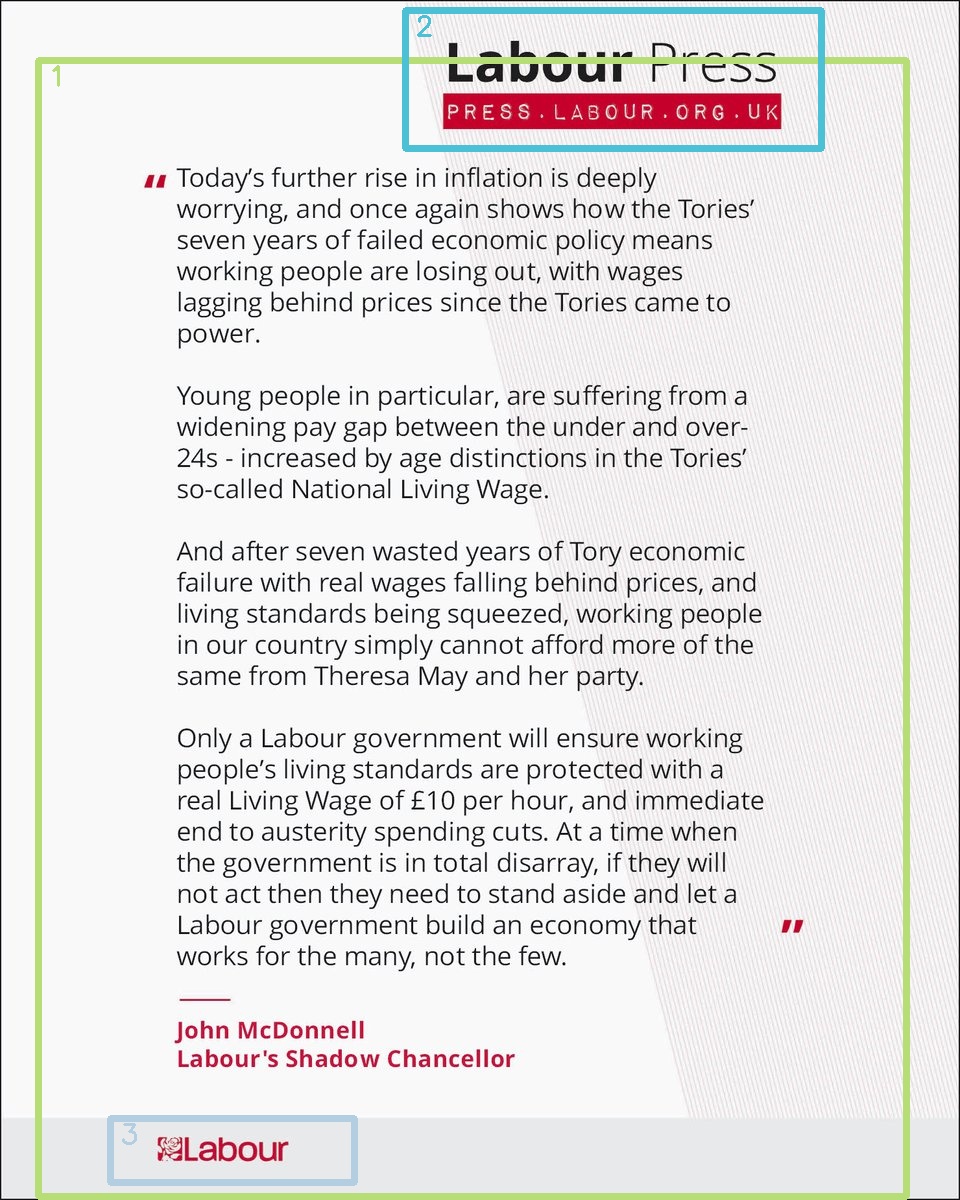 Labour Press
PRESS.LABOUR.ORG.UK
" Today’s further rise in inflation is deeply
worrying, and once again shows how the Tories’
seven years of failed economic policy means
working people are losing out, with wages
lagging behind prices since the Tories came to
power.
Young people in particular, are suffering from a
widening pay gap between the under and over-
24s - increased by age distinctions in the Tories’
so-called National Living Wage.
And after seven wasted years of Tory economic
failure with real wages falling behind prices, and
living standards being squeezed, working people
in our country simply cannot afford more of the
same from Theresa May and her party.
Only a Labour government will ensure working
people’s living standards are protected with a
real Living Wage of £10 per hour, and immediate
end to austerity spending cuts. At a time when
the government is in total disarray, if they will
not act then they need to stand aside and let a
Labour government build an economy that "
works for the many, not the few.
John McDonnell
Labour's Shadow Chancellor
Labour
1
2
3